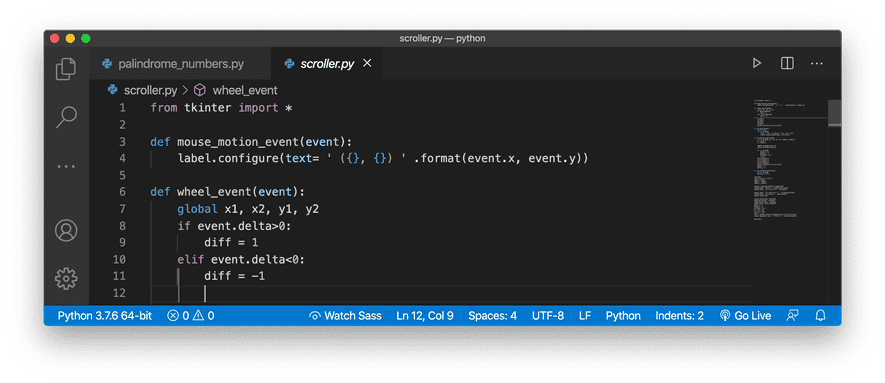 scroller.py — python
palindrome_numbers.py scroller.py
scroller.py > wheel_event
1 from tkinter import *
2
3 def mouse_motion_event(event):
4 label.configure(text= ' ({}, {}) ' .format(event.x, event.y))
5
6 def wheel_event(event):
7 global x1, x2, y1, y2
8 if event.delta>0:
9 diff = 1
10 elif event.delta<0:
11 diff = -1
12
Python 3.7.6 64-bit 0 0 Watch Sass Ln 12, Col 9 Spaces: 4 UTF-8 LF Python Indents: 2 Go Live